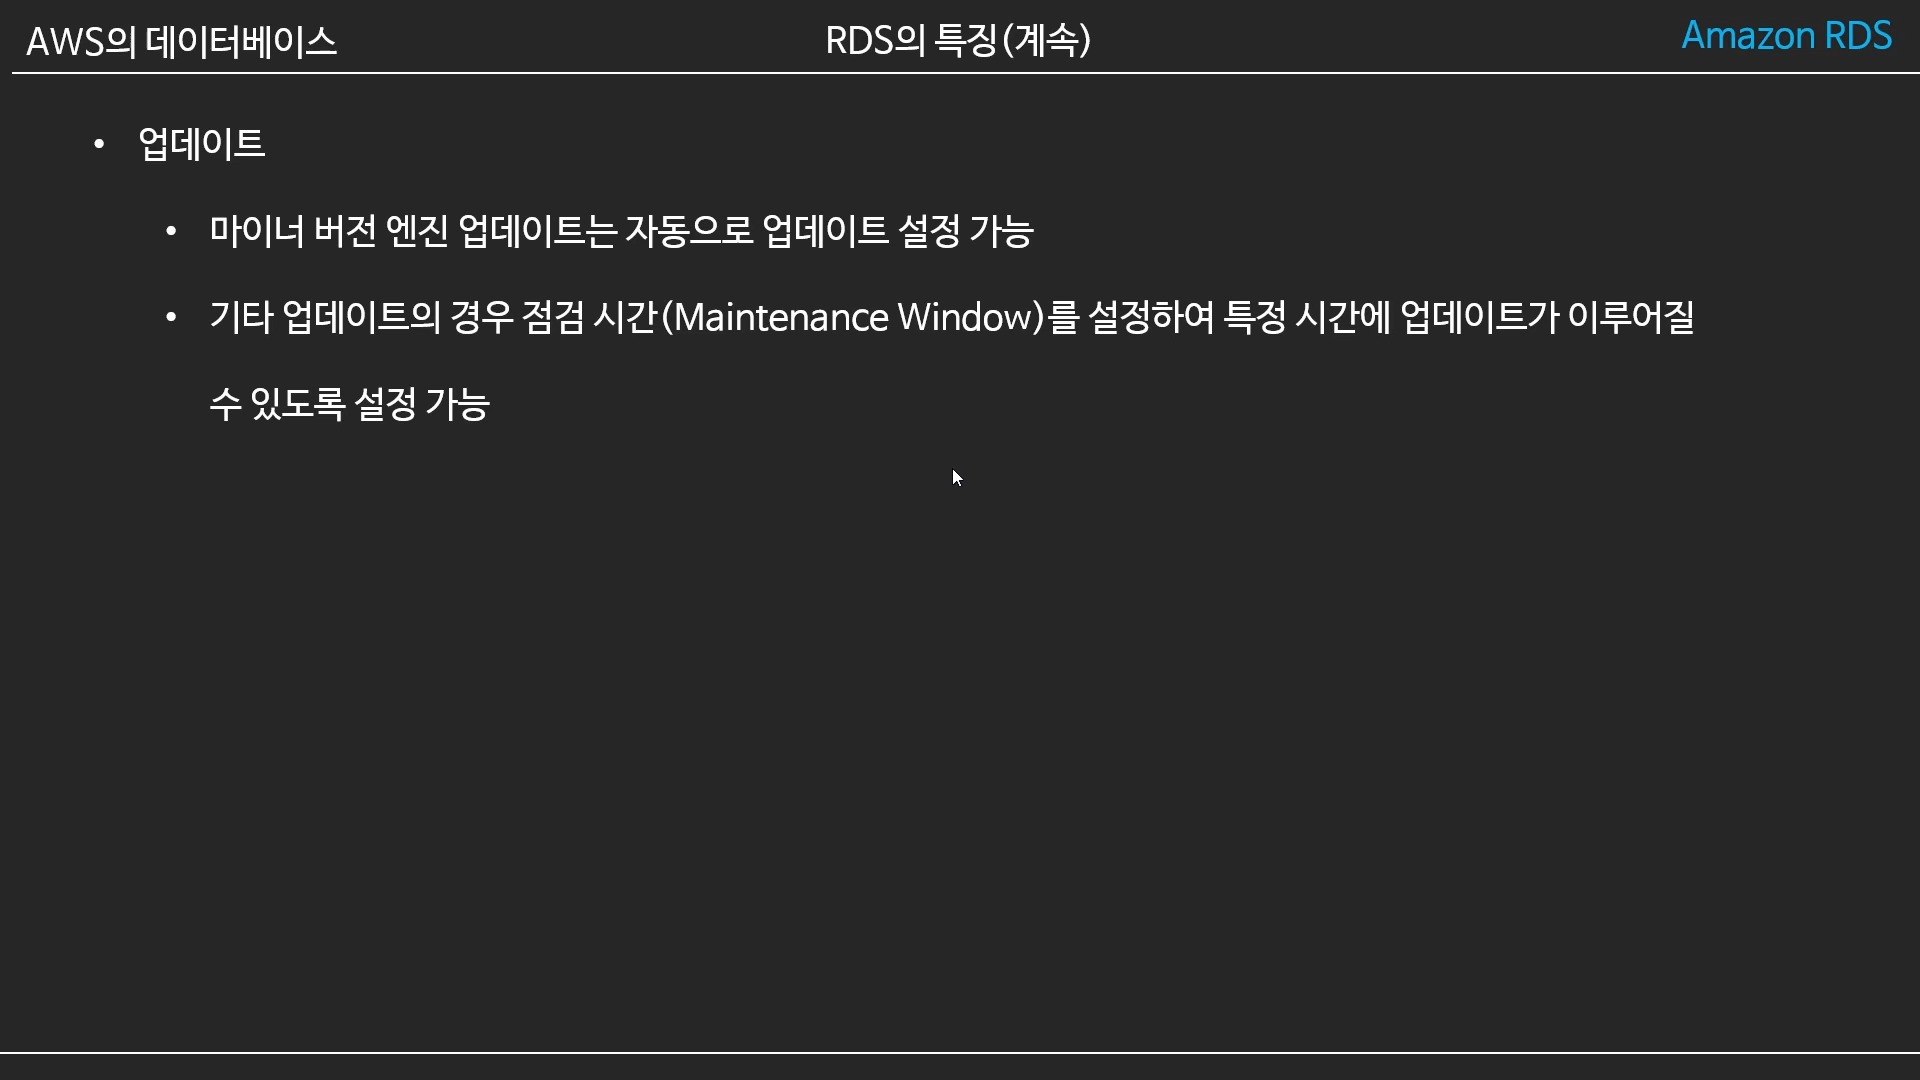 AWS의 데이터베이스
RDS의 특징(계속)
Amazon RDS
• 업데이트
• 마이너 버전 엔진 업데이트는 자동으로 업데이트 설정 가능
• 기타 업데이트의 경우 점검 시간(Maintenance Window)를 설정하여 특정 시간에 업데이트가 이루어질
수 있도록 설정 가능